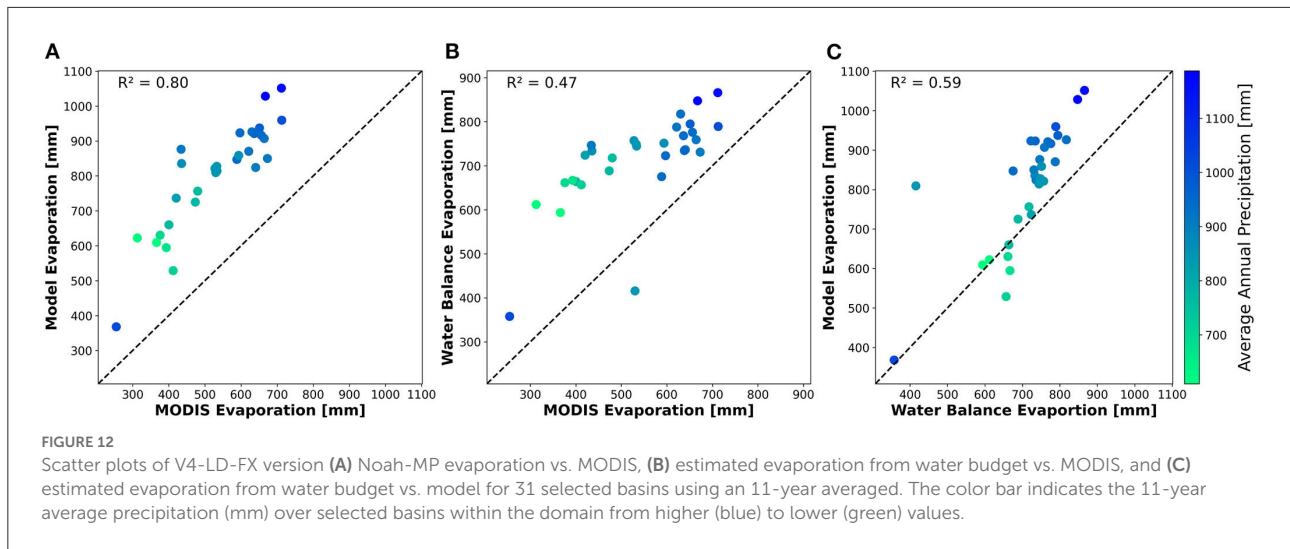 A
B
C
R² = 0.80
R² = 0.47
R² = 0.59
1100
1000
900
800
700
600
500
400
300
Model Evaporation [mm]
300 400 500 600 700 800 900 1000 1100
MODIS Evaporation [mm]
900
800
700
600
500
400
300
Water Balance Evaporation [mm]
300 400 500 600 700 800 900
MODIS Evaporation [mm]
1100
1000
900
800
700
600
500
400
Model Evaporation [mm]
400 500 600 700 800 900 1000 1100
Water Balance Evaportion [mm]
1100
1000
900
800
700
Average Annual Precipitation [mm]
FIGURE 12
Scatter plots of V4-LD-FX version (A) Noah-MP evaporation vs. MODIS, (B) estimated evaporation from water budget vs. MODIS, and (C)
estimated evaporation from water budget vs. model for 31 selected basins using an 11-year averaged. The color bar indicates the 11-year
average precipitation (mm) over selected basins within the domain from higher (blue) to lower (green) values.